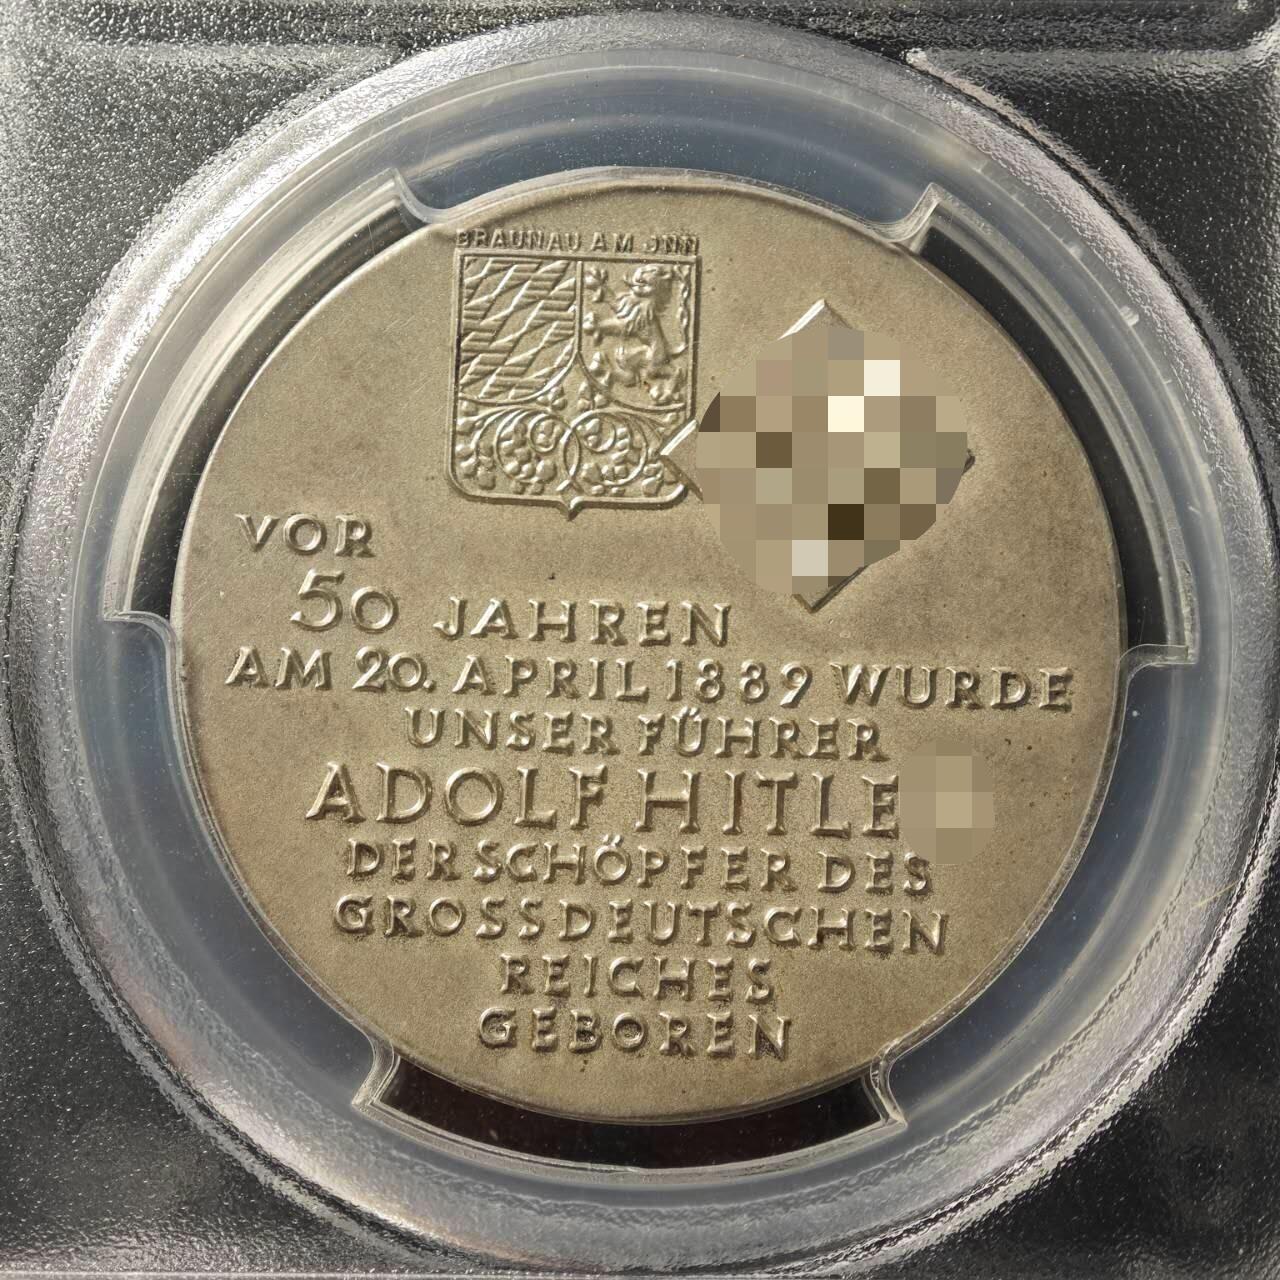 BRAUNAU AM JNN
VOR
50 JAHREN
AM 20. APRIL 1889 WURDE
UNSER FÜHRER
ADOLF HITLE
DER SCHÖPFER DES
GROSSDEUTSCHEN
REICHES
GEBOREN